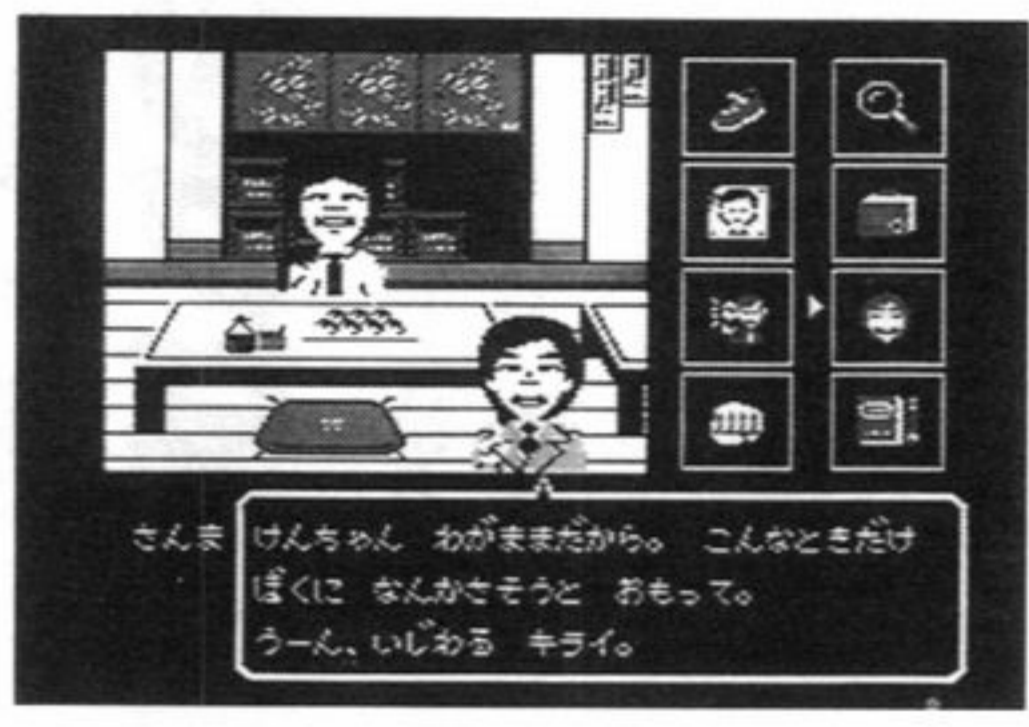 さんま けんちゃん わがままだから。 こんなときだけ
ぼくに なんかさそうと おもって。
うーん、いじわる キライ。